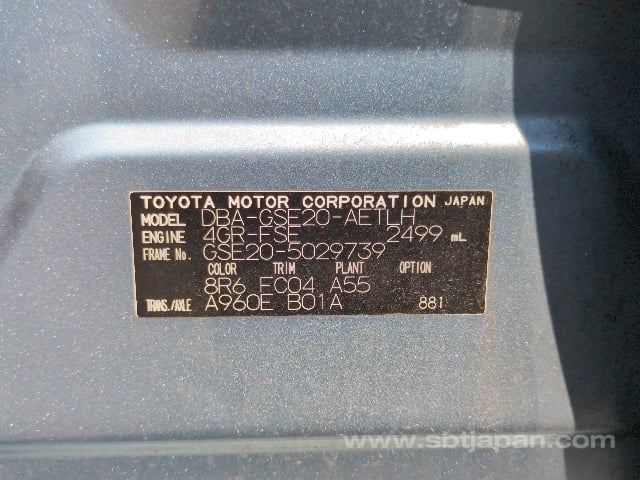 TOYOTA MOTOR CORPORATION JAPAN
MODEL DBA-GSE20-AETLH
ENGINE 4GR-FSE 2499 mL
FRAME No. GSE20-5029739
COLOR TRIM PLANT OPTION
8R6 FC04 A55
TRANS./AXLE A960E B01A 881
www.sbtjapan.com